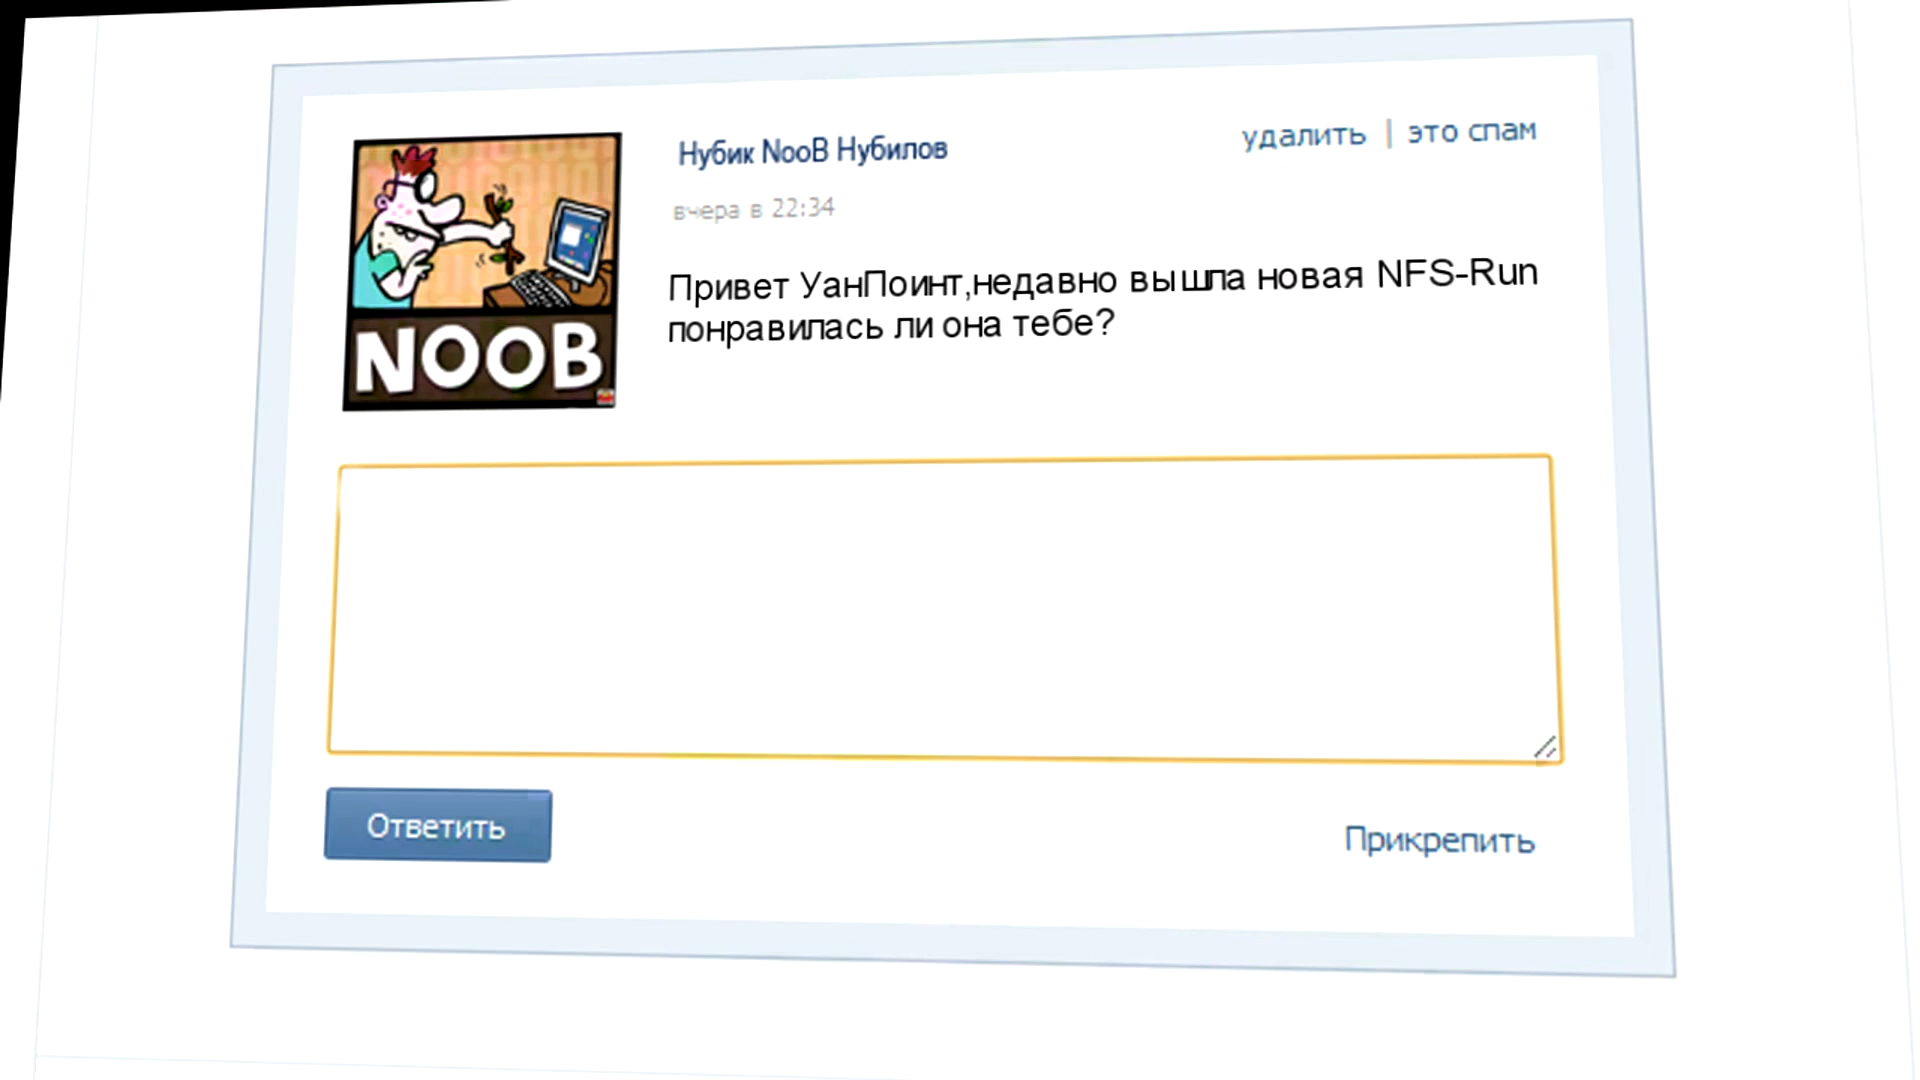 Нубик NooB Нубилов
удалить | это спам
вчера в 22:34
Привет УанПоинт,недавно вышла новая NFS-Run
понравилась ли она тебе?
NOOB
Ответить
Прикрепить